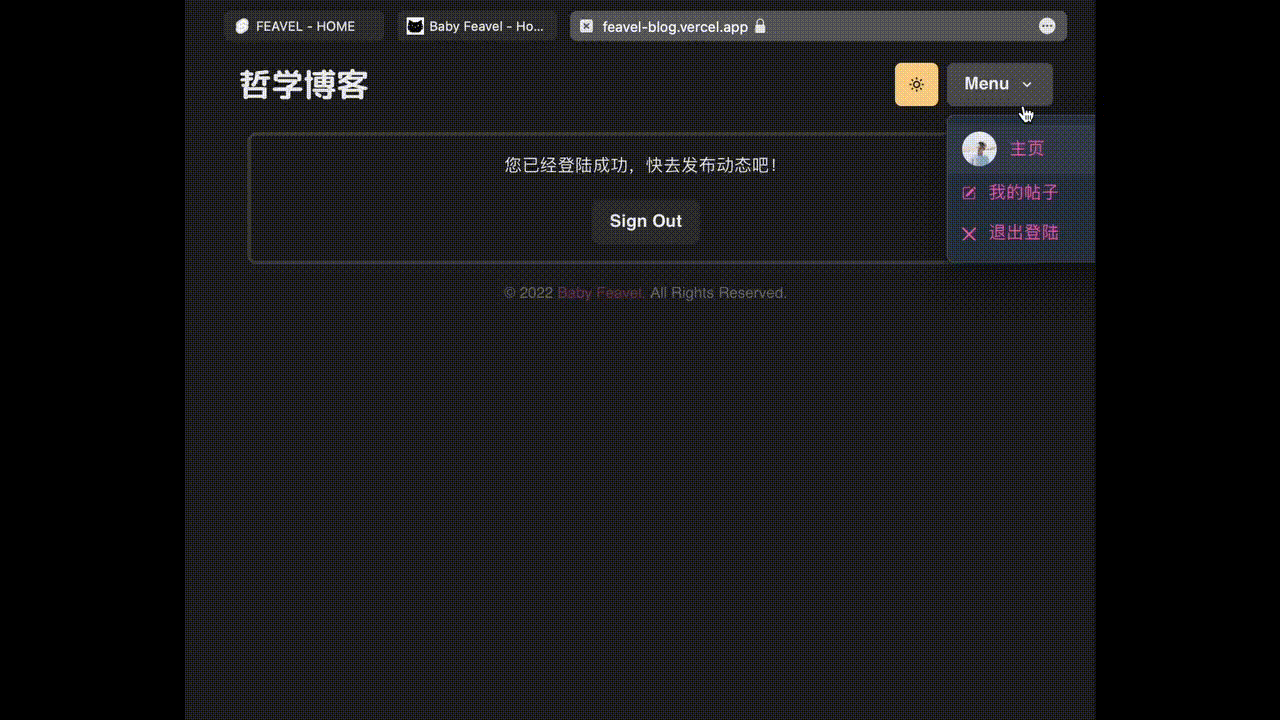 FEAVEL - HOME
Baby Feavel - Ho...
feavel-blog.vercel.app
哲学博客
Menu
主页
您已经登陆成功，快去发布动态吧！
我的帖子
Sign Out
退出登陆
© 2022 Baby Feavel. All Rights Reserved.